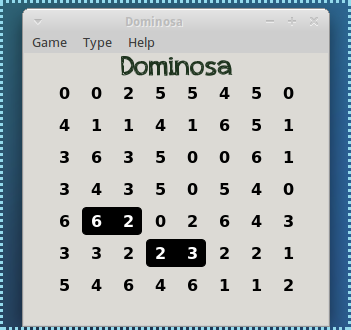 Dominosa
Game Type Help
Dominosa
0 0 2 5 5 4 5 0
4 1 1 4 1 6 5 1
3 6 3 5 0 0 6 1
3 4 3 5 0 5 4 0
6 6 2 0 2 6 4 3
3 3 2 2 3 2 2 1
5 4 6 4 6 1 1 2